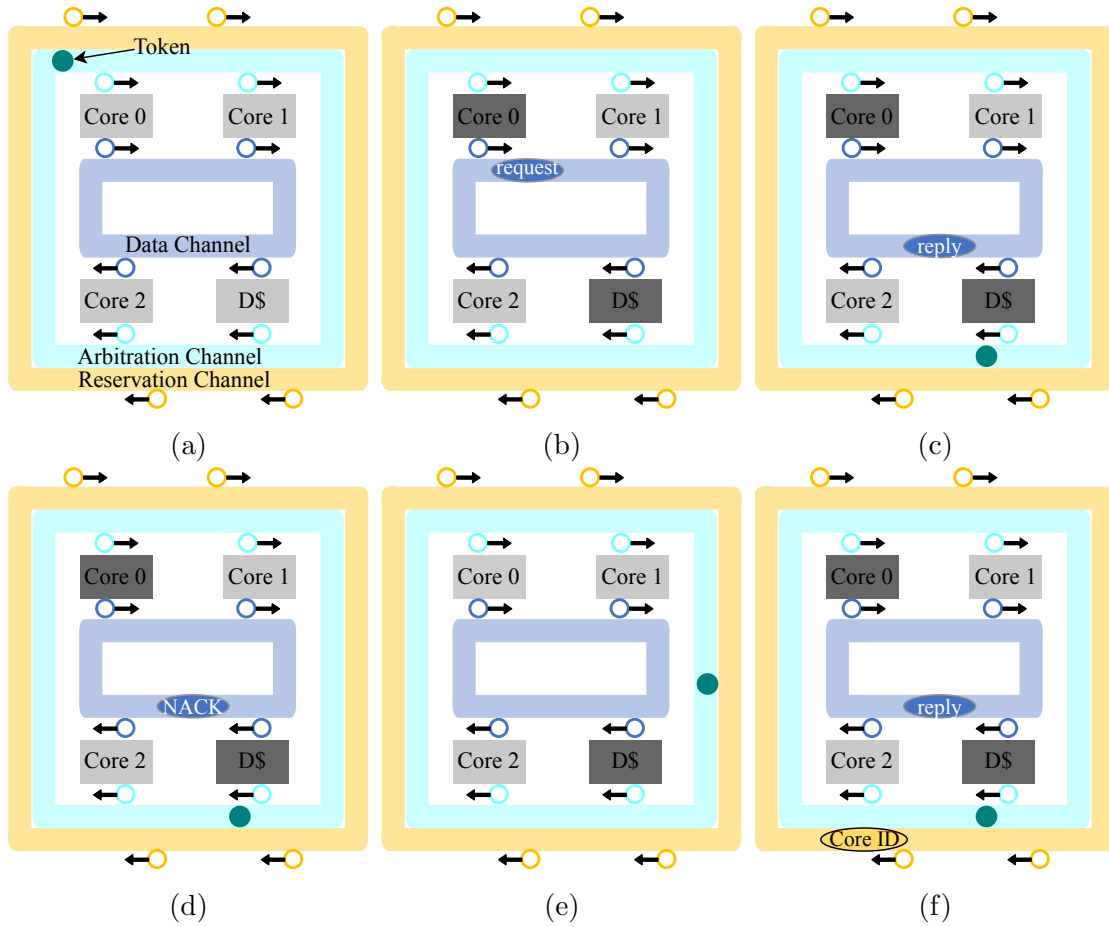 Token
Core 0
Core 1
Data Channel
Core 2
D$
Arbitration Channel
Reservation Channel
(a)
Core 0
Core 1
request
Core 2
D$
(b)
Core 0
Core 1
reply
Core 2
D$
(c)
Core 0
Core 1
NACK
Core 2
D$
(d)
Core 0
Core 1
Core 2
D$
(e)
Core 0
Core 1
reply
Core 2
D$
Core ID
(f)